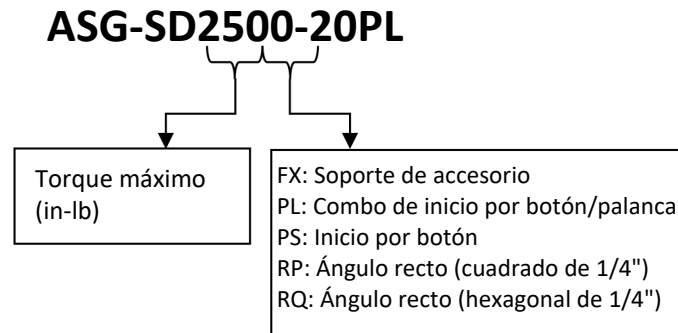 ASG-SD2500-20PL
Torque máximo
(in-lb)
FX: Soporte de accesorio
PL: Combo de inicio por botón/palanca
PS: Inicio por botón
RP: Ángulo recto (cuadrado de 1/4")
RQ: Ángulo recto (hexagonal de 1/4")